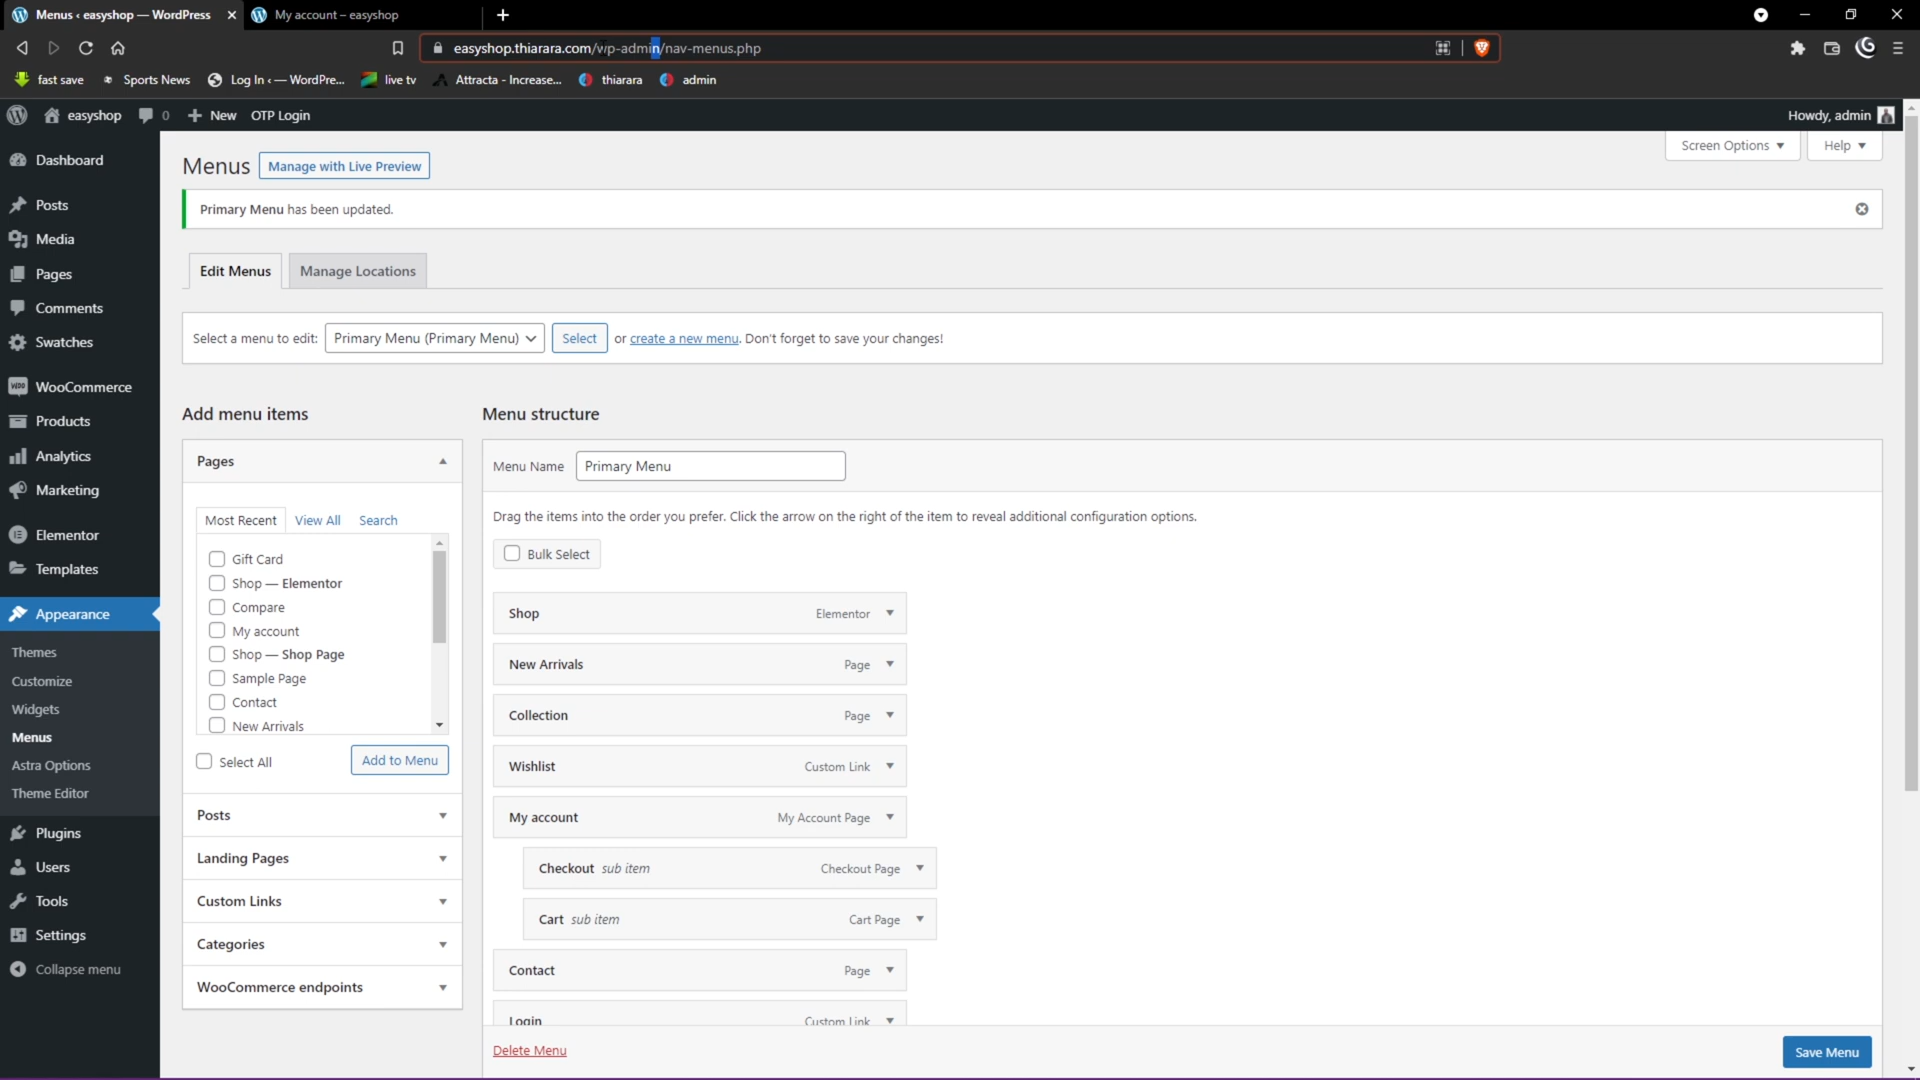 Menus ‹ easyshop — WordPress
My account – easyshop
easyshop.thiarara.com/wp-admin/nav-menus.php
fast save
Sports News
Log In ‹ — WordPre...
live tv
Attracta - Increase...
thiarara
admin
easyshop
0
New
OTP Login
Howdy, admin
Dashboard
Posts
Media
Pages
Comments
Swatches
WooCommerce
Products
Analytics
Marketing
Elementor
Templates
Appearance
Themes
Customize
Widgets
Menus
Astra Options
Theme Editor
Plugins
Users
Tools
Settings
Collapse menu
Screen Options
Help
Menus
Manage with Live Preview
Primary Menu has been updated.
Edit Menus
Manage Locations
Select a menu to edit: Primary Menu (Primary Menu) Select or create a new menu. Don't forget to save your changes!
Add menu items
Pages
Most Recent View All Search
Gift Card
Shop — Elementor
Compare
My account
Shop — Shop Page
Sample Page
Contact
New Arrivals
Select All
Add to Menu
Posts
Landing Pages
Custom Links
Categories
WooCommerce endpoints
Menu structure
Menu Name Primary Menu
Drag the items into the order you prefer. Click the arrow on the right of the item to reveal additional configuration options.
Bulk Select
Shop Elementor
New Arrivals Page
Collection Page
Wishlist Custom Link
My account My Account Page
Checkout sub item Checkout Page
Cart sub item Cart Page
Contact Page
Login Custom Link
Delete Menu
Save Menu